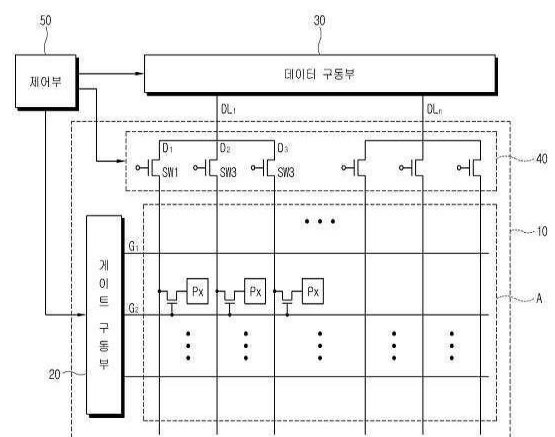 50
30
제어부
데이터 구동부
DL₁
DLₙ
D₁
D₂
D₃
SW1
SW3
SW3
40
10
G₁
게이트 구동부
Px
Px
Px
G₂
A
20